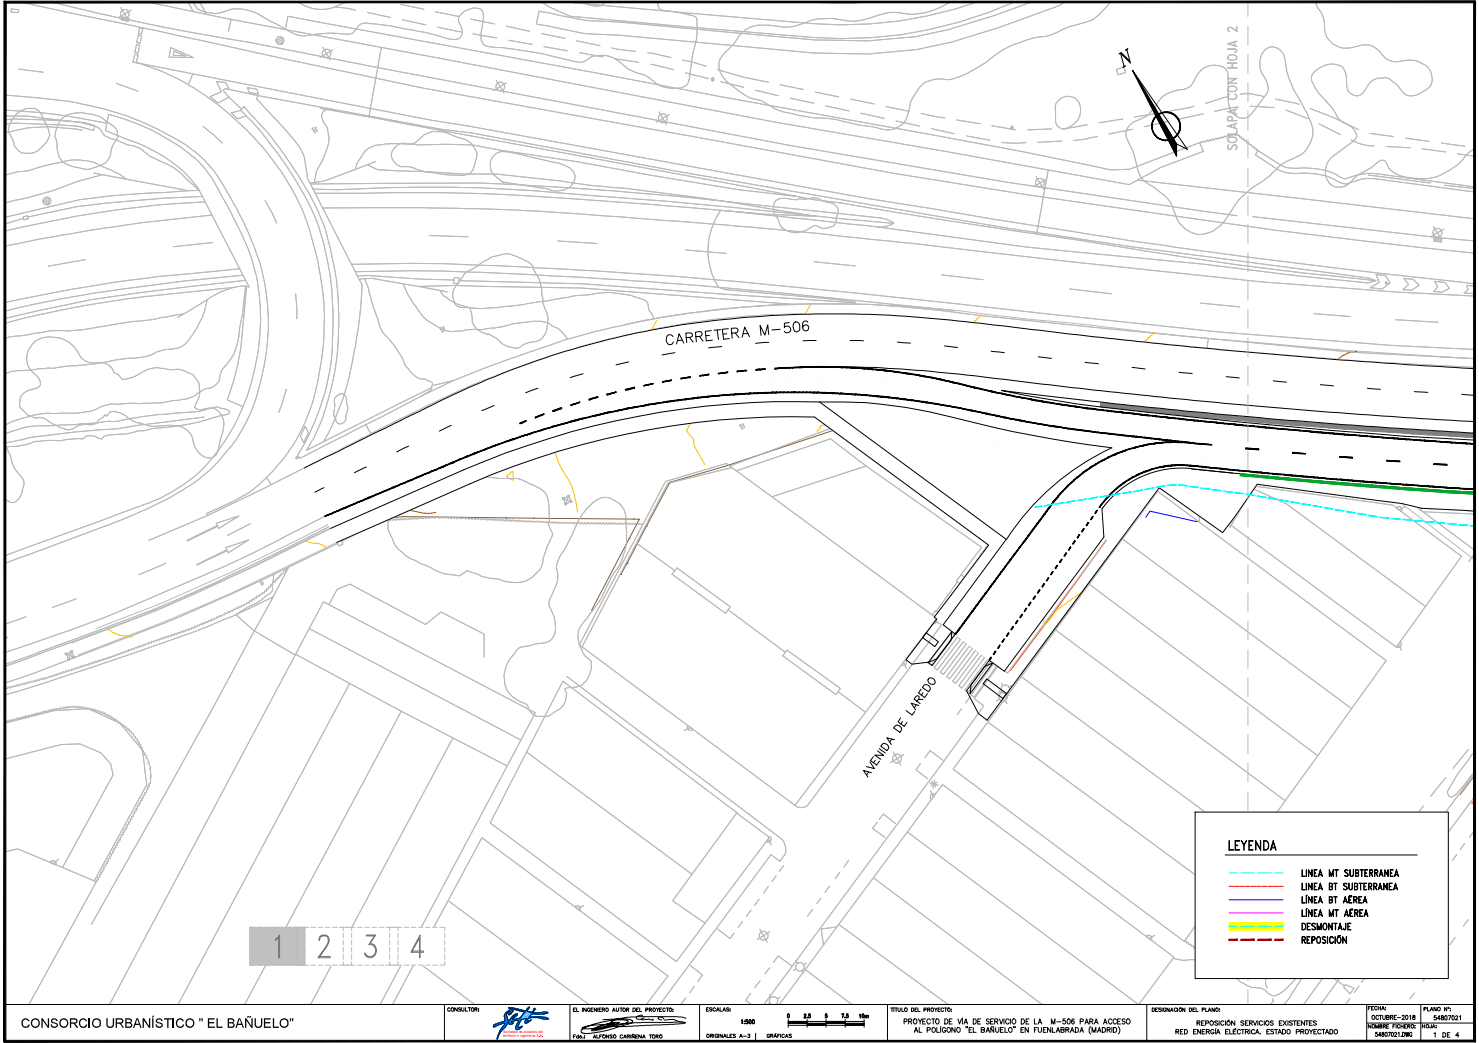 SOLAPA CON HOJA 2
N
CARRETERA M-506
AVENIDA DE LAREDO
LEYENDA
LINEA MT SUBTERRANEA
LINEA BT SUBTERRANEA
LÍNEA BT AÉREA
LÍNEA MT AÉREA
DESMONTAJE
REPOSICIÓN
1 2 3 4
CONSORCIO URBANÍSTICO " EL BAÑUELO"
CONSULTOR:
EL INGENIERO AUTOR DEL PROYECTO:
Fdo.: ALFONSO CARIÑENA TORO
ESCALAS:
1:500
ORIGINALES A-3
GRÁFICAS
0 2,5 5 7,5 10m
TITULO DEL PROYECTO:
PROYECTO DE VÍA DE SERVICIO DE LA M-506 PARA ACCESO
AL POLÍGONO "EL BAÑUELO" EN FUENLABRADA (MADRID)
DESIGNACIÓN DEL PLANO:
REPOSICIÓN SERVICIOS EXISTENTES
RED ENERGÍA ELÉCTRICA. ESTADO PROYECTADO
FECHA:
OCTUBRE-2018
NOMBRE FICHERO:
54807021.DWG
PLANO Nº:
54807021
HOJA:
1 DE 4